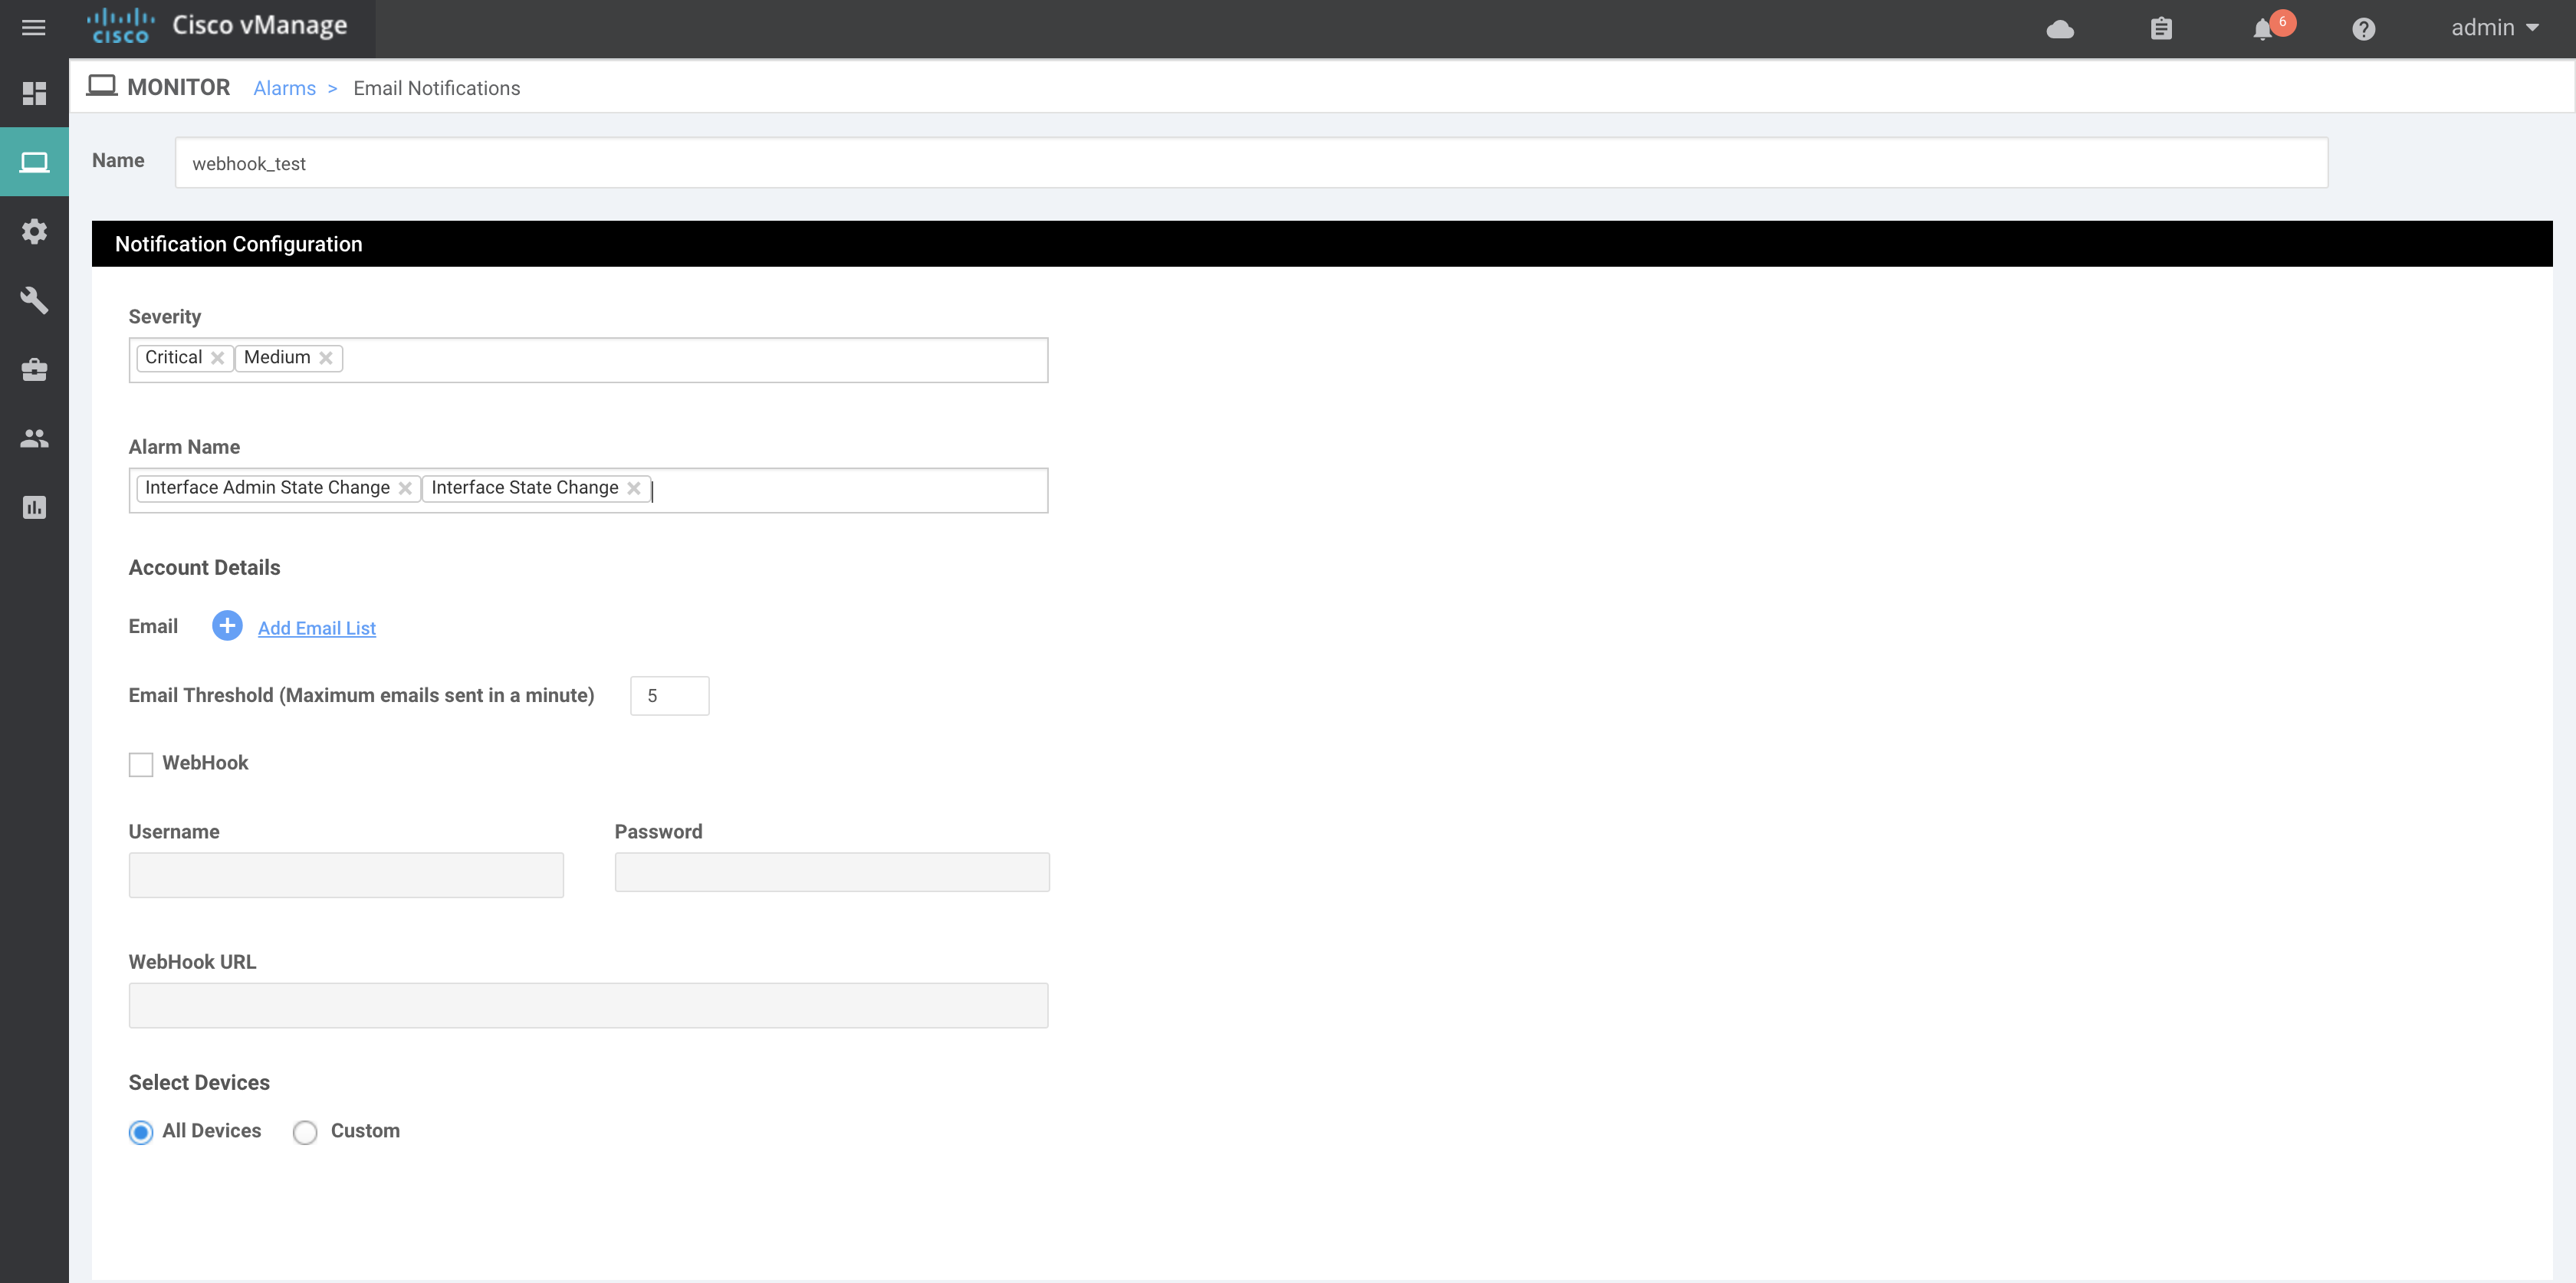 CISCO Cisco vManage 6 admin
MONITOR Alarms > Email Notifications
Name webhook_test
Notification Configuration
Severity
Critical Medium
Alarm Name
Interface Admin State Change Interface State Change
Account Details
Email Add Email List
Email Threshold (Maximum emails sent in a minute) 5
WebHook
Username Password
WebHook URL
Select Devices
All Devices Custom